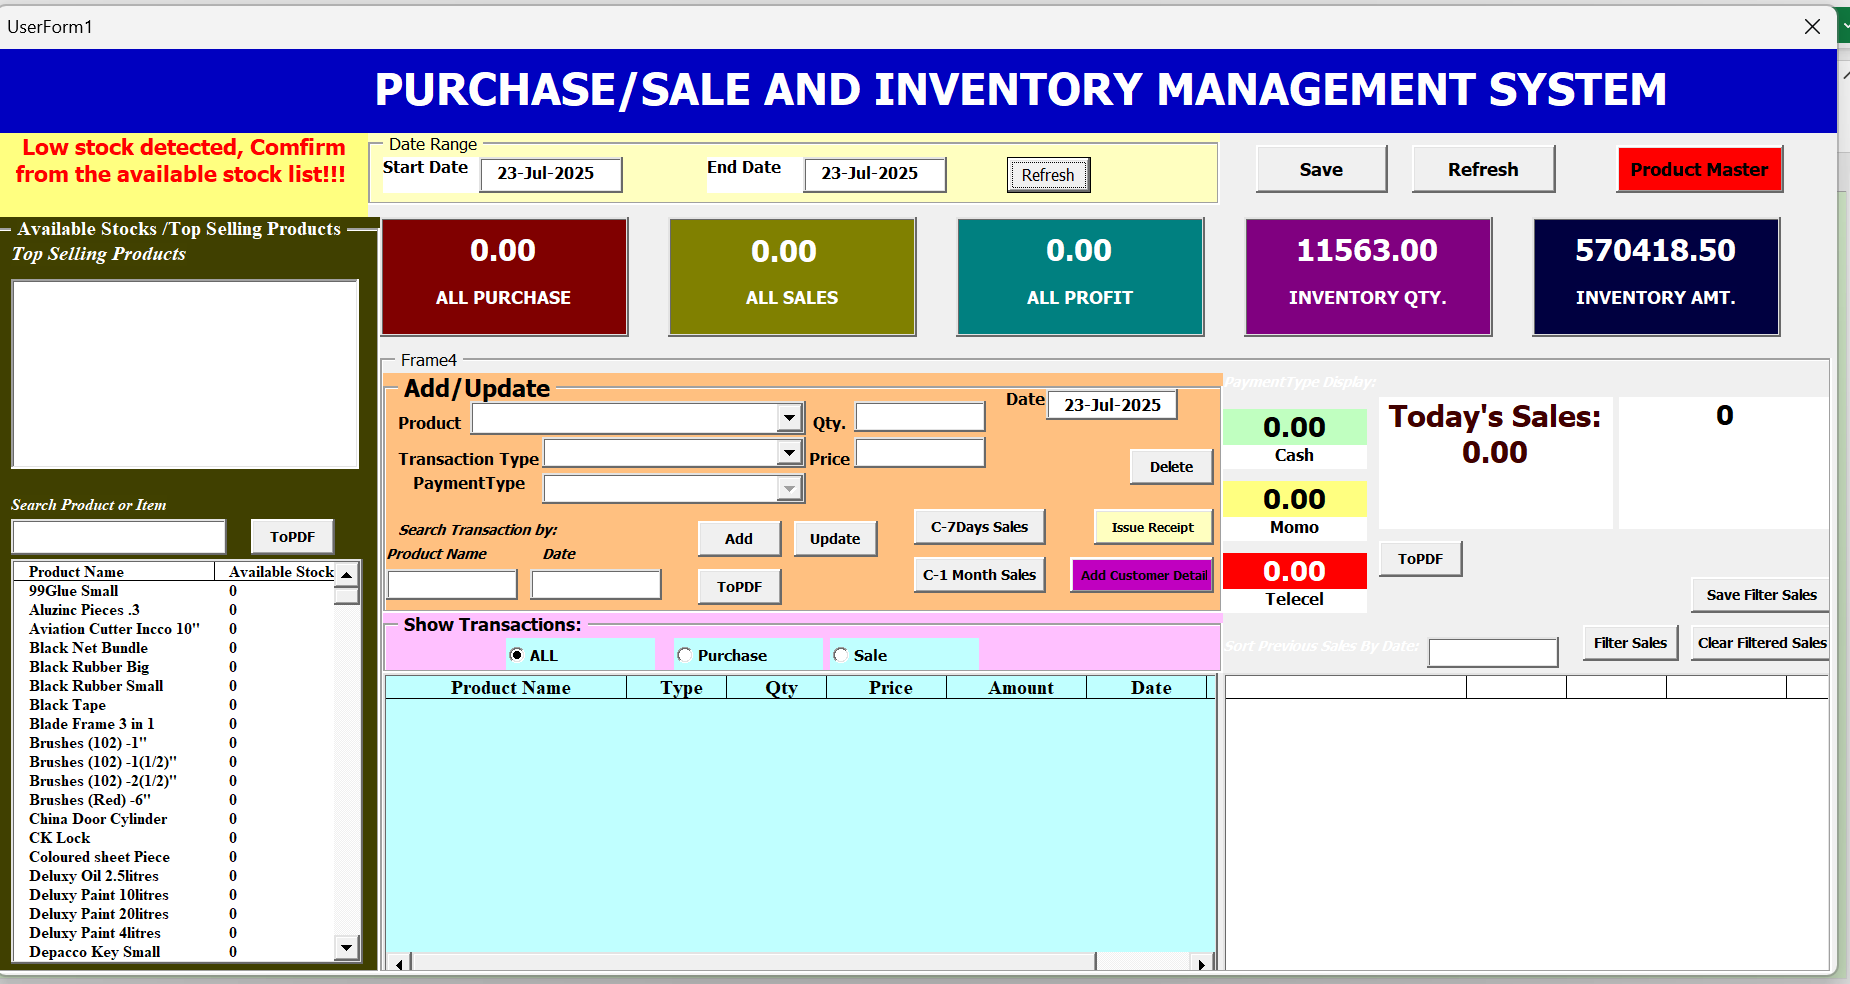 UserForm1
PURCHASE/SALE AND INVENTORY MANAGEMENT SYSTEM
Low stock detected, Comfirm
from the available stock list!!!
Date Range
Start Date 23-Jul-2025 End Date 23-Jul-2025 Refresh
Save Refresh Product Master
Available Stocks /Top Selling Products
Top Selling Products
0.00
ALL PURCHASE
0.00
ALL SALES
0.00
ALL PROFIT
11563.00
INVENTORY QTY.
570418.50
INVENTORY AMT.
Search Product or Item
ToPDF
Product Name Available Stock
99Glue Small 0
Aluzinc Pieces .3 0
Aviation Cutter Incco 10" 0
Black Net Bundle 0
Black Rubber Big 0
Black Rubber Small 0
Black Tape 0
Blade Frame 3 in 1 0
Brushes (102) -1" 0
Brushes (102) -1(1/2)" 0
Brushes (102) -2(1/2)" 0
Brushes (Red) -6" 0
China Door Cylinder 0
CK Lock 0
Coloured sheet Piece 0
Deluxy Oil 2.5litres 0
Deluxy Paint 10litres 0
Deluxy Paint 20litres 0
Deluxy Paint 4litres 0
Depacco Key Small 0
Frame4
Add/Update
Date 23-Jul-2025
Product Qty.
Transaction Type Price
PaymentType
Delete
Search Transaction by:
Product Name Date
Add Update C-7Days Sales Issue Receipt
ToPDF C-1 Month Sales Add Customer Detail
PaymentType Display:
0.00
Cash
0.00
Momo
0.00
Telecel
Today's Sales:
0.00
0
ToPDF
Save Filter Sales
Sort Previous Sales By Date: Filter Sales Clear Filtered Sales
Show Transactions:
ALL Purchase Sale
Product Name Type Qty Price Amount Date